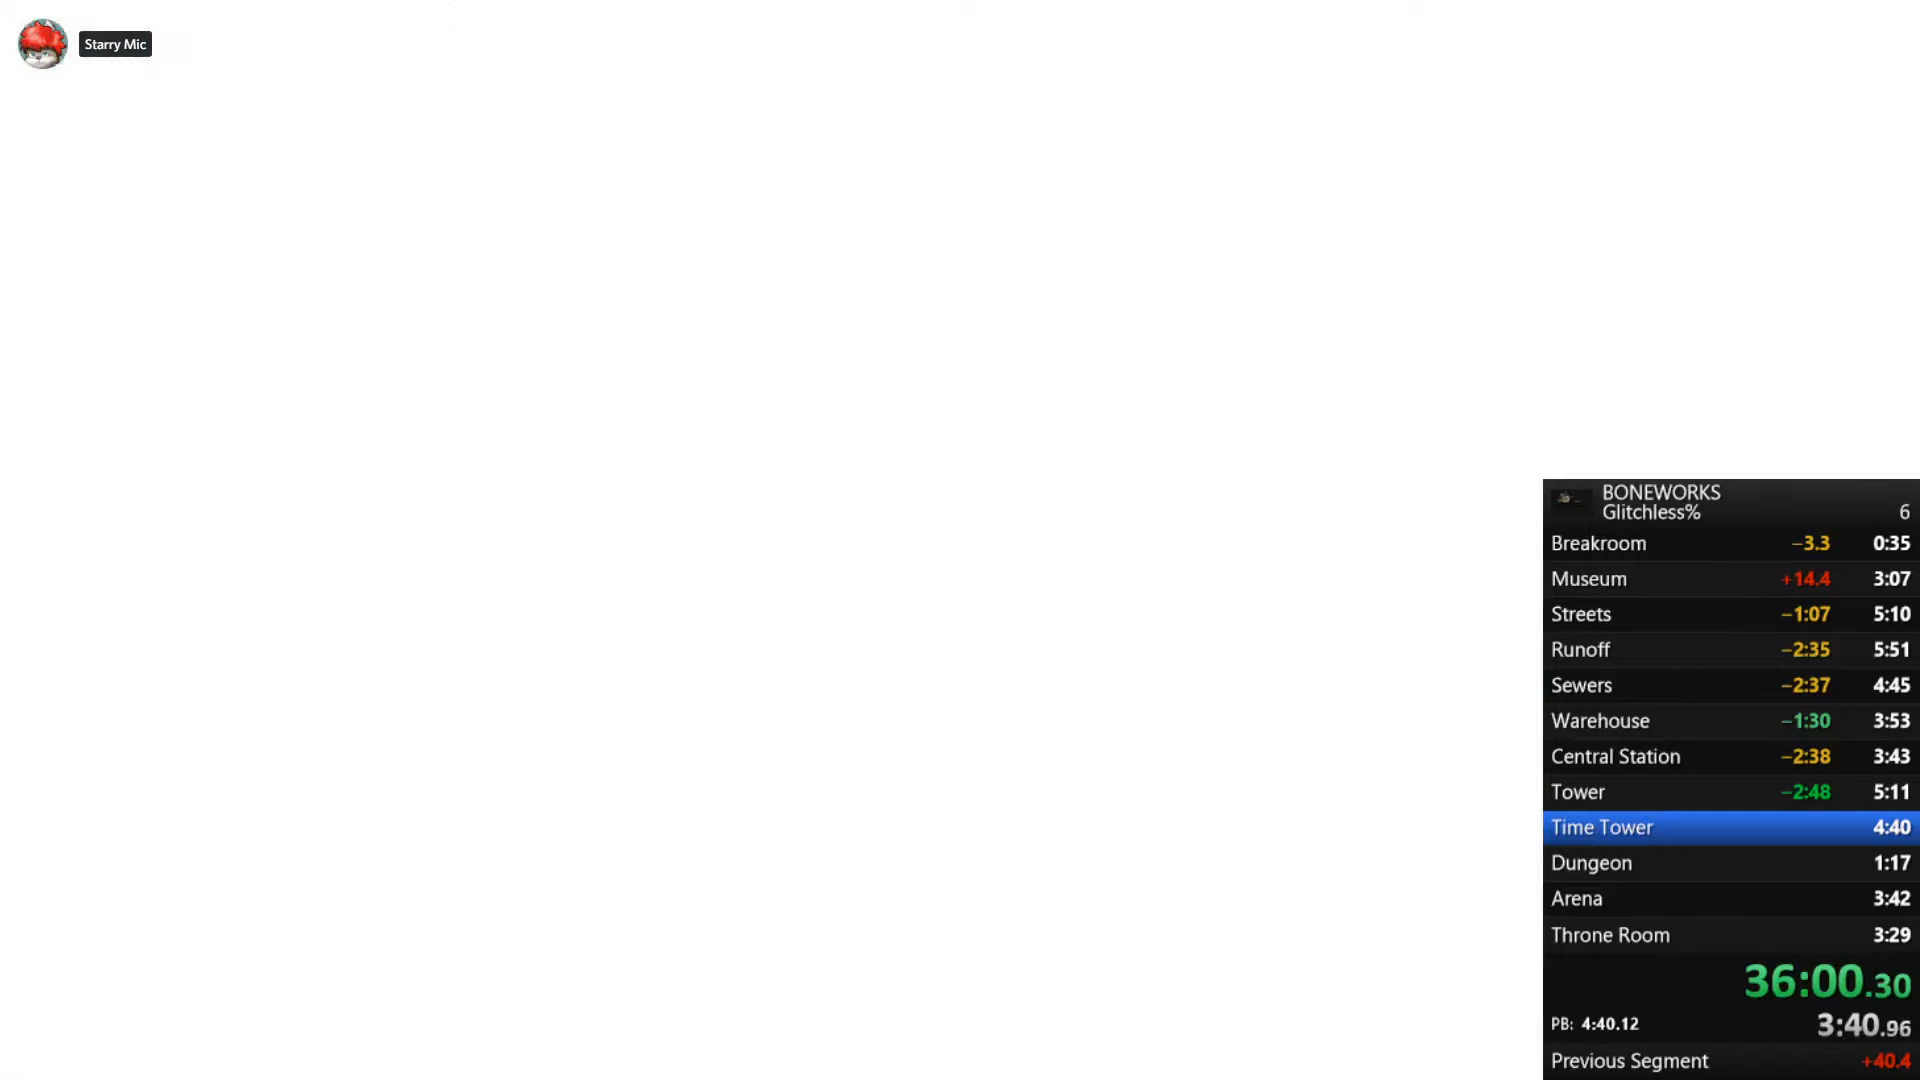 Starry Mic
BONEWORKS
Glitchless% 6
Breakroom −3.3 0:35
Museum +14.4 3:07
Streets −1:07 5:10
Runoff −2:35 5:51
Sewers −2:37 4:45
Warehouse −1:30 3:53
Central Station −2:38 3:43
Tower −2:48 5:11
Time Tower 4:40
Dungeon 1:17
Arena 3:42
Throne Room 3:29
36:00.30
PB: 4:40.12 3:40.96
Previous Segment +40.4